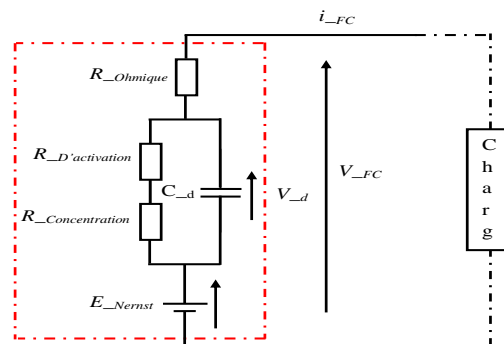 i_FC
R_Ohmique
R_D'activation
C_d
V_d
V_FC
R_Concentration
E_Nernst
C
h
a
r
g